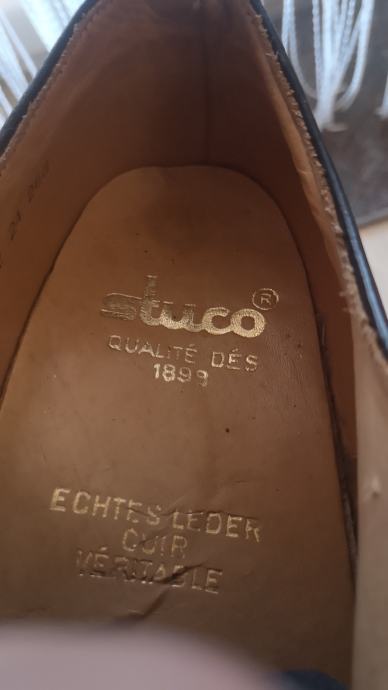 stuco®
QUALITÉ DÉS
1899
ECHTES LEDER
CUIR
VÉRITABLE